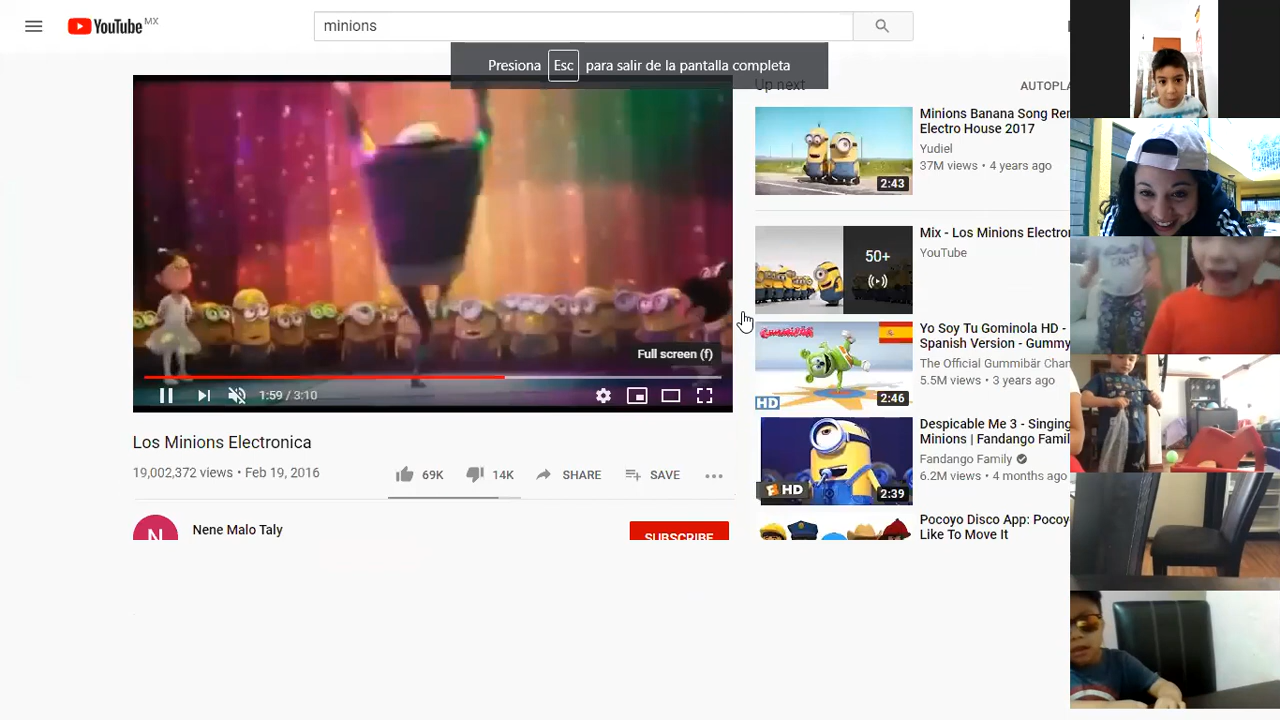 YouTube MX
minions
Presiona Esc para salir de la pantalla completa
Up next
AUTOPLA
Minions Banana Song Rem
Electro House 2017
Yudiel
37M views • 4 years ago
2:43
Mix - Los Minions Electron
YouTube
50+
Yo Soy Tu Gominola HD -
Spanish Version - Gummy
The Official Gummibär Chan
5.5M views • 3 years ago
HD
2:46
Full screen (f)
1:59 / 3:10
Los Minions Electronica
19,002,372 views • Feb 19, 2016
69K
14K
SHARE
SAVE
Despicable Me 3 - Singing
Minions | Fandango Famil
Fandango Family
6.2M views • 4 months ago
HD
2:39
N
Nene Malo Taly
SUBSCRIBE
Pocoyo Disco App: Pocoyo
Like To Move It